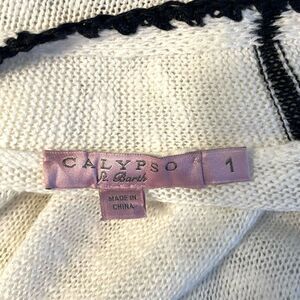 CALYPSO 1
St. Barth
MADE IN
CHINA